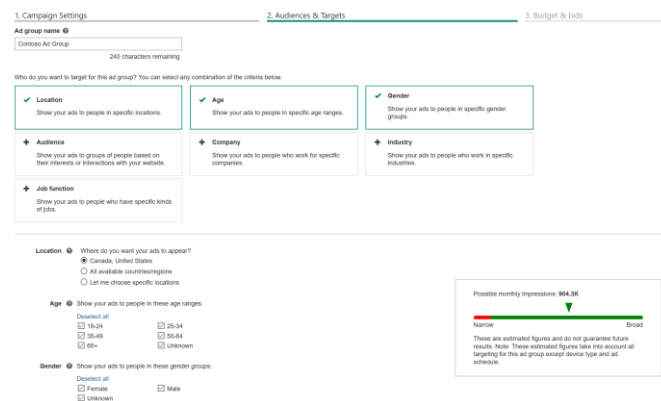 1. Campaign Settings
2. Audiences & Targets
3. Budget & bids
Ad group name
Contoso Ad Group
240 characters remaining
Who do you want to target for this ad group? You can select any combination of the criteria below.
Location
Show your ads to people in specific locations.
Age
Show your ads to people in specific age ranges.
Gender
Show your ads to people in specific gender
groups.
Audience
Show your ads to groups of people based on
their interests or interactions with your website.
Company
Show your ads to people who work for specific
companies.
Industry
Show your ads to people who work in specific
industries.
Job function
Show your ads to people who have specific kinds
of jobs.
Location
Where do you want your ads to appear?
Canada, United States
All available countries/regions
Let me choose specific locations
Age
Show your ads to people in these age ranges:
Deselect all
18-24
25-34
35-49
50-64
65+
Unknown
Gender
Show your ads to people in these gender groups:
Deselect all
Female
Male
Unknown
Possible monthly impressions: 904.3K
Narrow
Broad
These are estimated figures and do not guarantee future
results. Note: These estimated figures take into account all
targeting for this ad group except device type and ad
schedule.